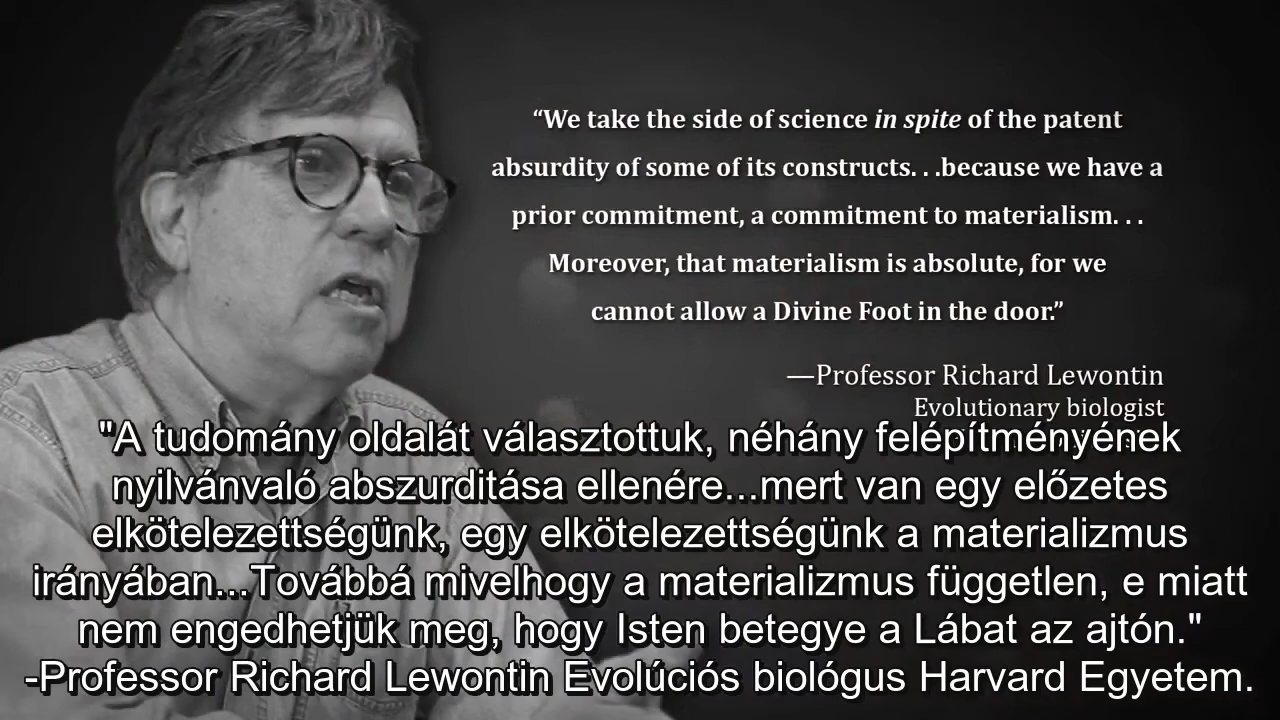 “We take the side of science in spite of the patent
absurdity of some of its constructs. . .because we have a
prior commitment, a commitment to materialism. . .
Moreover, that materialism is absolute, for we
cannot allow a Divine Foot in the door.”
—Professor Richard Lewontin
Evolutionary biologist
"A tudomány oldalát választottuk, néhány felépítményének
nyilvánvaló abszurditása ellenére...mert van egy előzetes
elkötelezettségünk, egy elkötelezettségünk a materializmus
irányában...Továbbá mivelhogy a materializmus független, e miatt
nem engedhetjük meg, hogy Isten betegye a Lábat az ajtón."
-Professor Richard Lewontin Evolúciós biológus Harvard Egyetem.